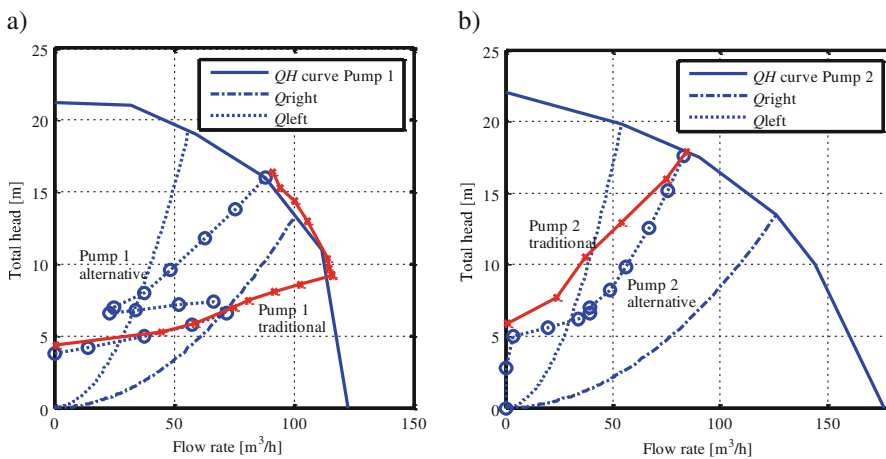 a)
25
20
15
10
5
0
Total head [m]
QH curve Pump 1
Qright
Qleft
Pump 1
alternative
Pump 1
traditional
0
50
100
150
Flow rate [m³/h]
b)
25
20
15
10
5
0
Total head [m]
QH curve Pump 2
Qright
Qleft
Pump 2
traditional
Pump 2
alternative
0
50
100
150
Flow rate [m³/h]